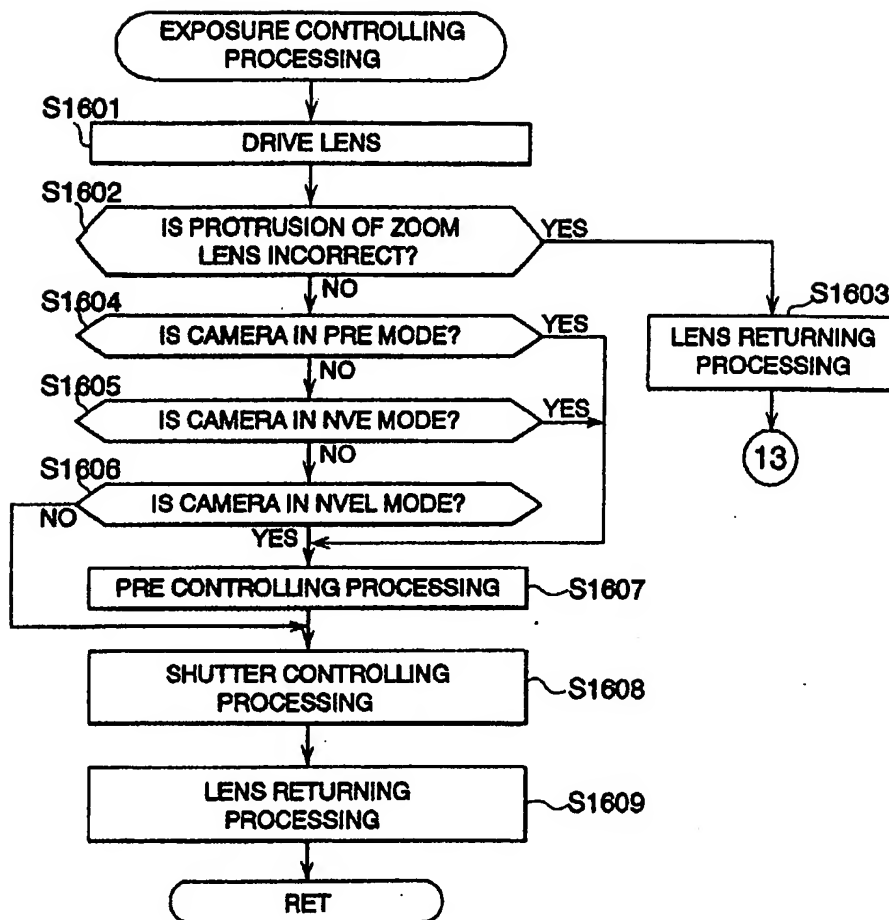 EXPOSURE CONTROLLING
PROCESSING
S1601
DRIVE LENS
S1602
IS PROTRUSION OF ZOOM
LENS INCORRECT?
YES
NO
S1603
LENS RETURNING
PROCESSING
13
S1604
IS CAMERA IN PRE MODE?
YES
NO
S1605
IS CAMERA IN NVE MODE?
YES
NO
S1606
IS CAMERA IN NVEL MODE?
NO
YES
PRE CONTROLLING PROCESSING
S1607
SHUTTER CONTROLLING
PROCESSING
S1608
LENS RETURNING
PROCESSING
S1609
RET